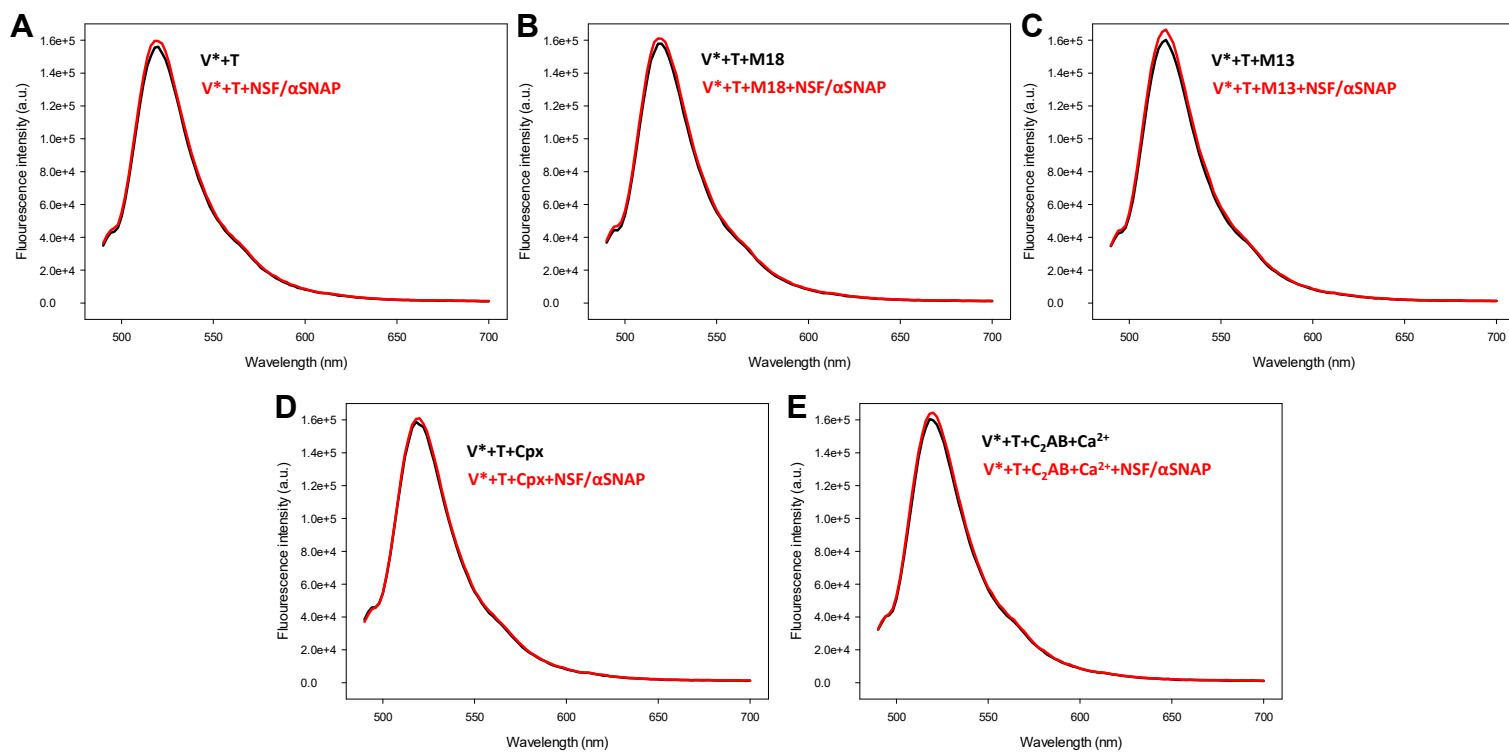 A
V*+T
V*+T+NSF/αSNAP
Fluourescence intensity (a.u.)
1.6e+5
1.4e+5
1.2e+5
1.0e+5
8.0e+4
6.0e+4
4.0e+4
2.0e+4
0.0
500 550 600 650 700
Wavelength (nm)
B
V*+T+M18
V*+T+M18+NSF/αSNAP
Fluourescence intensity (a.u.)
1.6e+5
1.4e+5
1.2e+5
1.0e+5
8.0e+4
6.0e+4
4.0e+4
2.0e+4
0.0
500 550 600 650 700
Wavelength (nm)
C
V*+T+M13
V*+T+M13+NSF/αSNAP
Fluourescence intensity (a.u.)
1.6e+5
1.4e+5
1.2e+5
1.0e+5
8.0e+4
6.0e+4
4.0e+4
2.0e+4
0.0
500 550 600 650 700
Wavelength (nm)
D
V*+T+Cpx
V*+T+Cpx+NSF/αSNAP
Fluourescence intensity (a.u.)
1.6e+5
1.4e+5
1.2e+5
1.0e+5
8.0e+4
6.0e+4
4.0e+4
2.0e+4
0.0
500 550 600 650 700
Wavelength (nm)
E
V*+T+C₂AB+Ca²⁺
V*+T+C₂AB+Ca²⁺+NSF/αSNAP
Fluourescence intensity (a.u.)
1.6e+5
1.4e+5
1.2e+5
1.0e+5
8.0e+4
6.0e+4
4.0e+4
2.0e+4
0.0
500 550 600 650 700
Wavelength (nm)